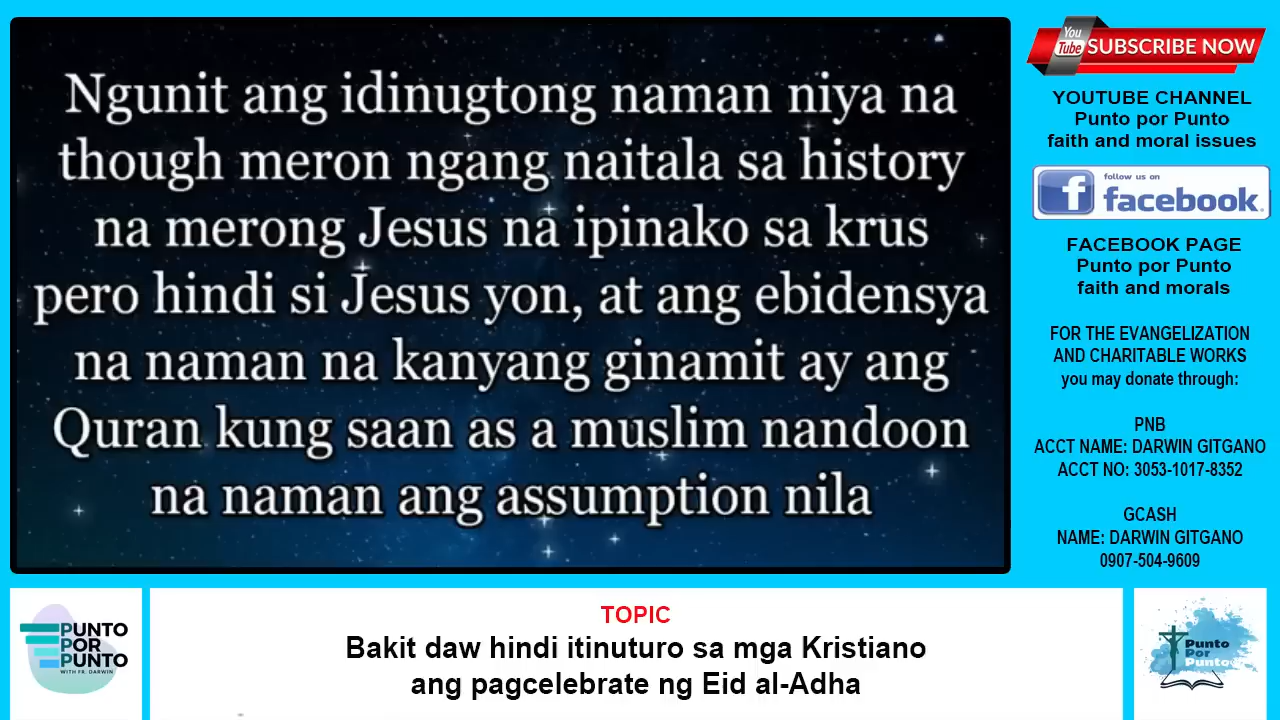 Ngunit ang idinugtong naman niya na
though meron ngang naitala sa history
na merong Jesus na ipinako sa krus
pero hindi si Jesus yon, at ang ebidensya
na naman na kanyang ginamit ay ang
Quran kung saan as a muslim nandoon
na naman ang assumption nila
You
Tube
SUBSCRIBE NOW
YOUTUBE CHANNEL
Punto por Punto
faith and moral issues
follow us on
facebook.
FACEBOOK PAGE
Punto por Punto
faith and morals
FOR THE EVANGELIZATION
AND CHARITABLE WORKS
you may donate through:
PNB
ACCT NAME: DARWIN GITGANO
ACCT NO: 3053-1017-8352
GCASH
NAME: DARWIN GITGANO
0907-504-9609
PUNTO
POR
PUNTO
WITH FR. DARWIN
TOPIC
Bakit daw hindi itinuturo sa mga Kristiano
ang pagcelebrate ng Eid al-Adha
Punto
Por
Punto